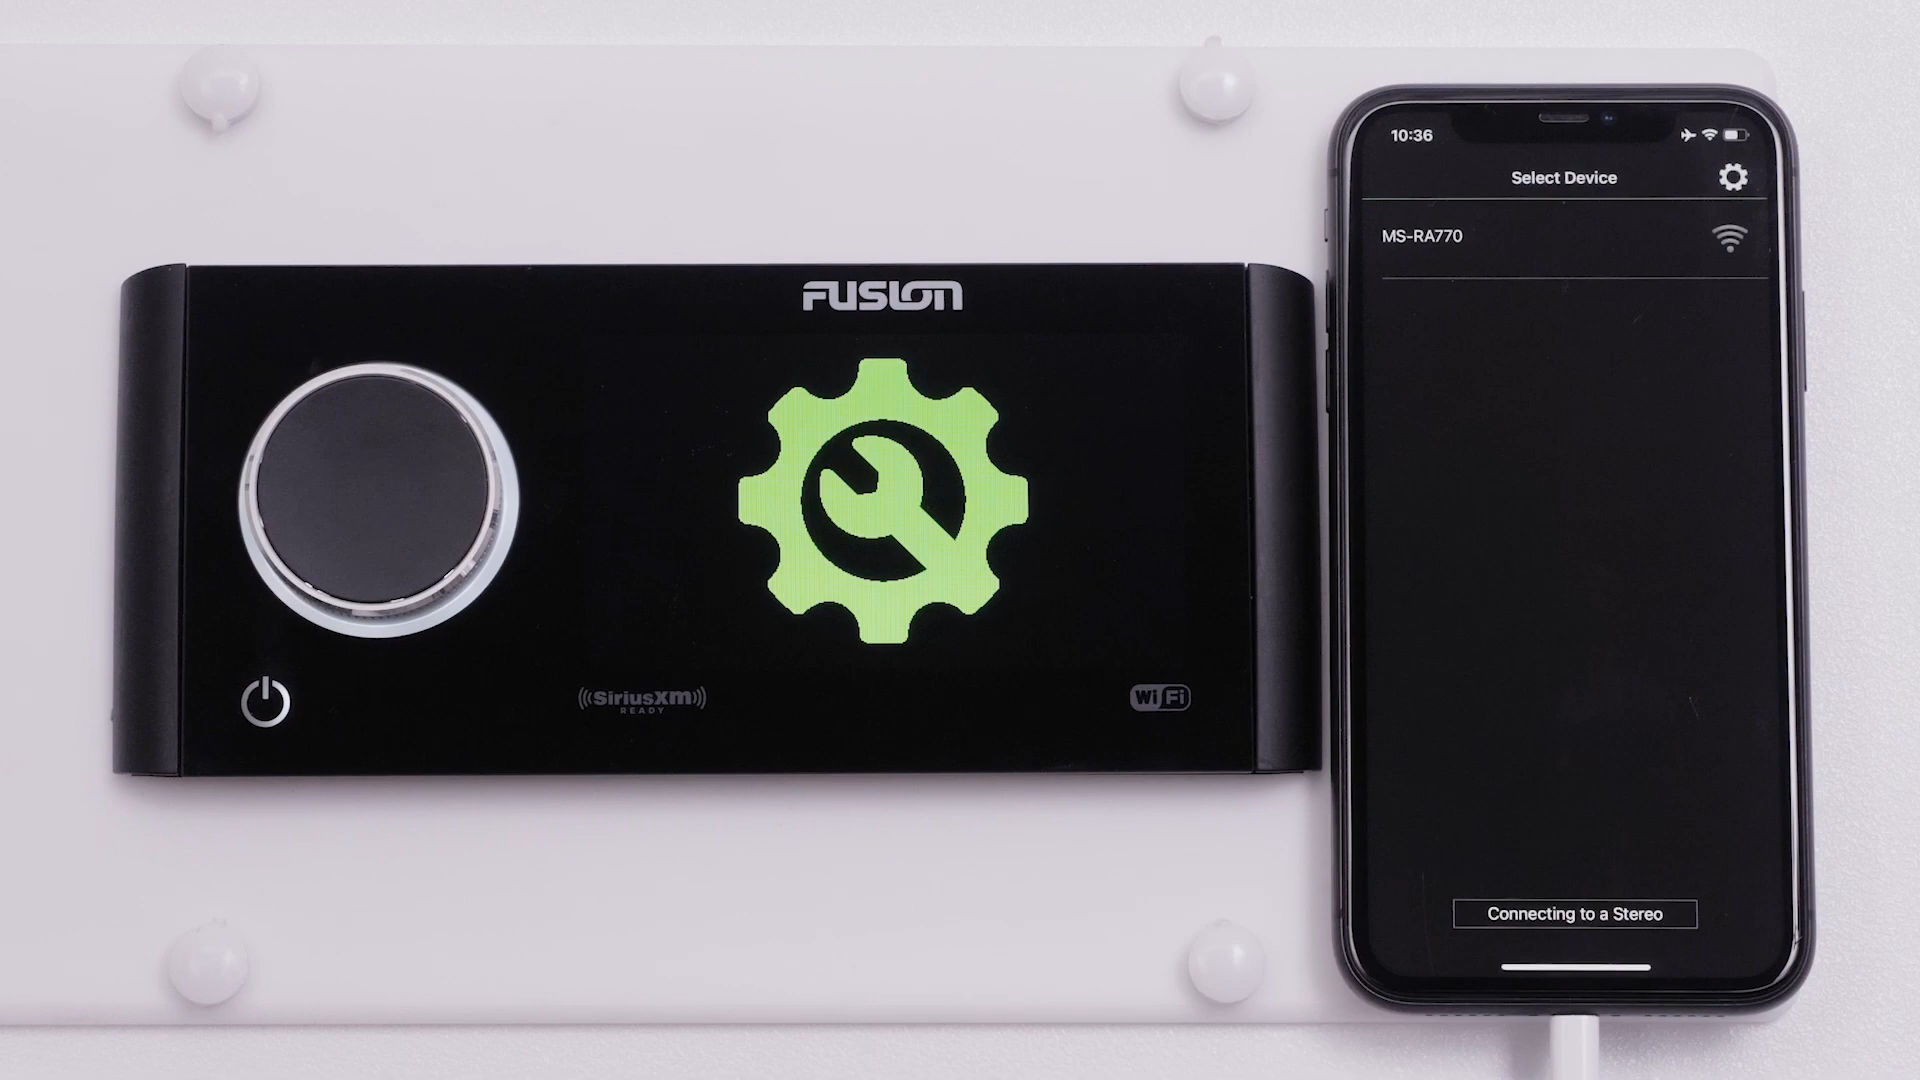 FUSION
SiriusXM
READY
WiFi
10:36
Select Device
MS-RA770
Connecting to a Stereo